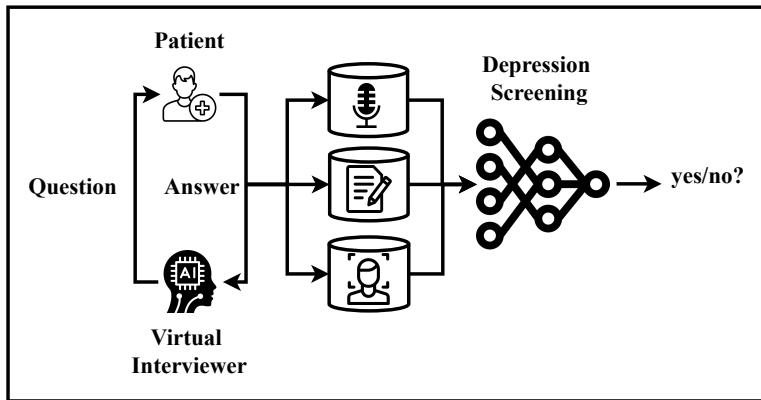 Patient
Depression
Screening
Question
Answer
yes/no?
AI
Virtual
Interviewer